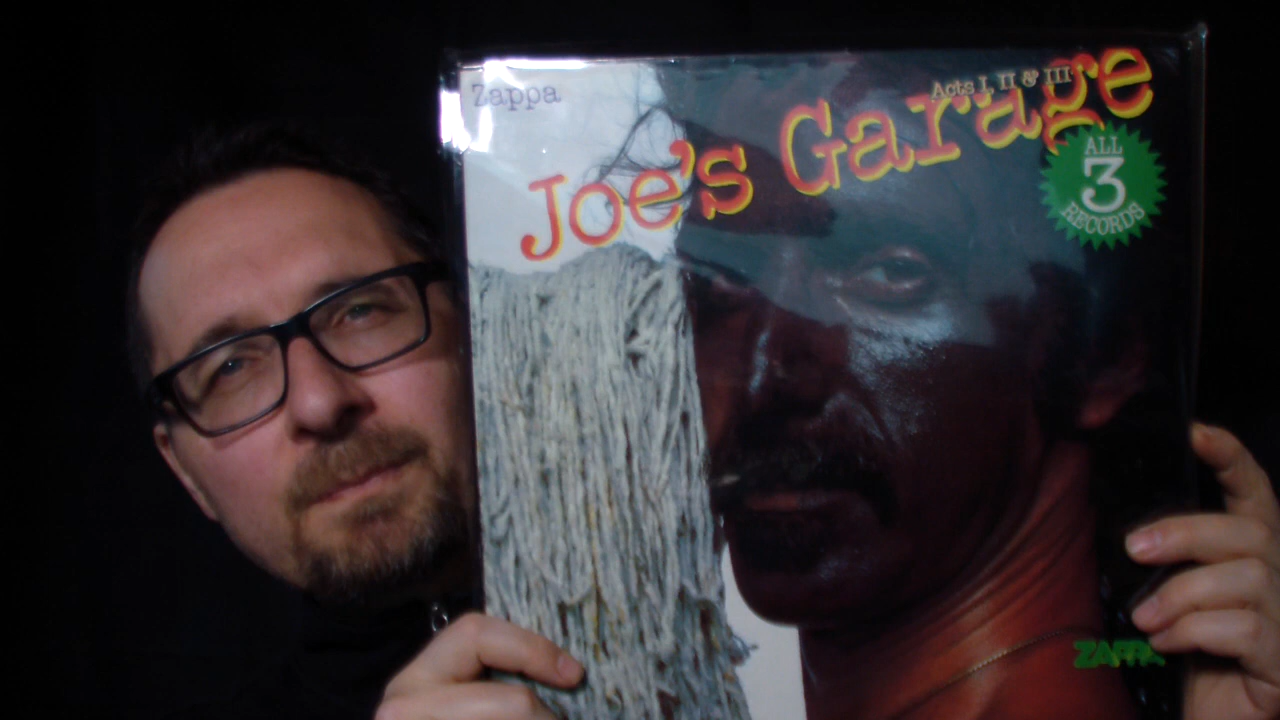 Zappa
Acts I, II & III
Joe's Garage
ALL
3
RECORDS
ZAPPA